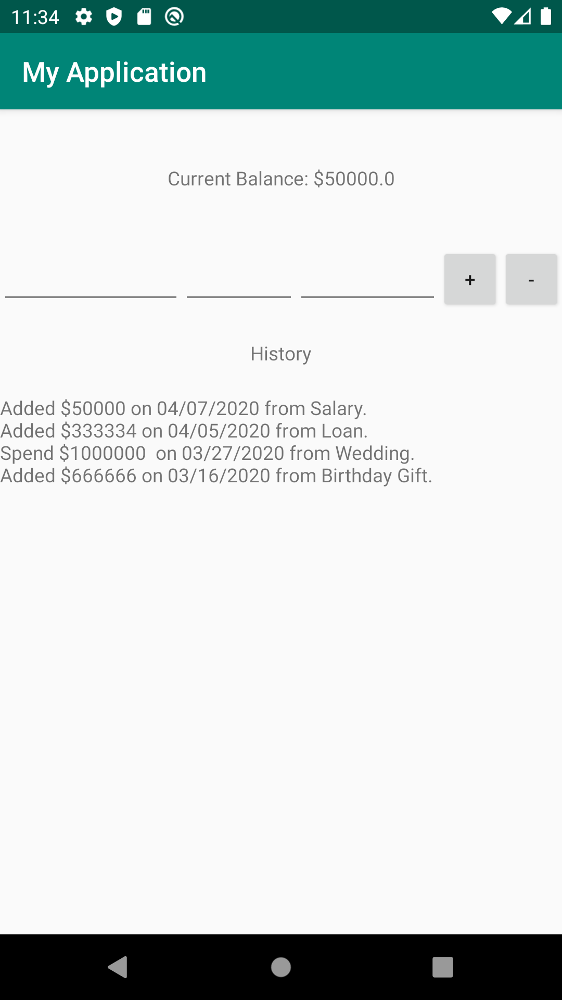 11:34
My Application
Current Balance: $50000.0
+ -
History
Added $50000 on 04/07/2020 from Salary.
Added $333334 on 04/05/2020 from Loan.
Spend $1000000  on 03/27/2020 from Wedding.
Added $666666 on 03/16/2020 from Birthday Gift.